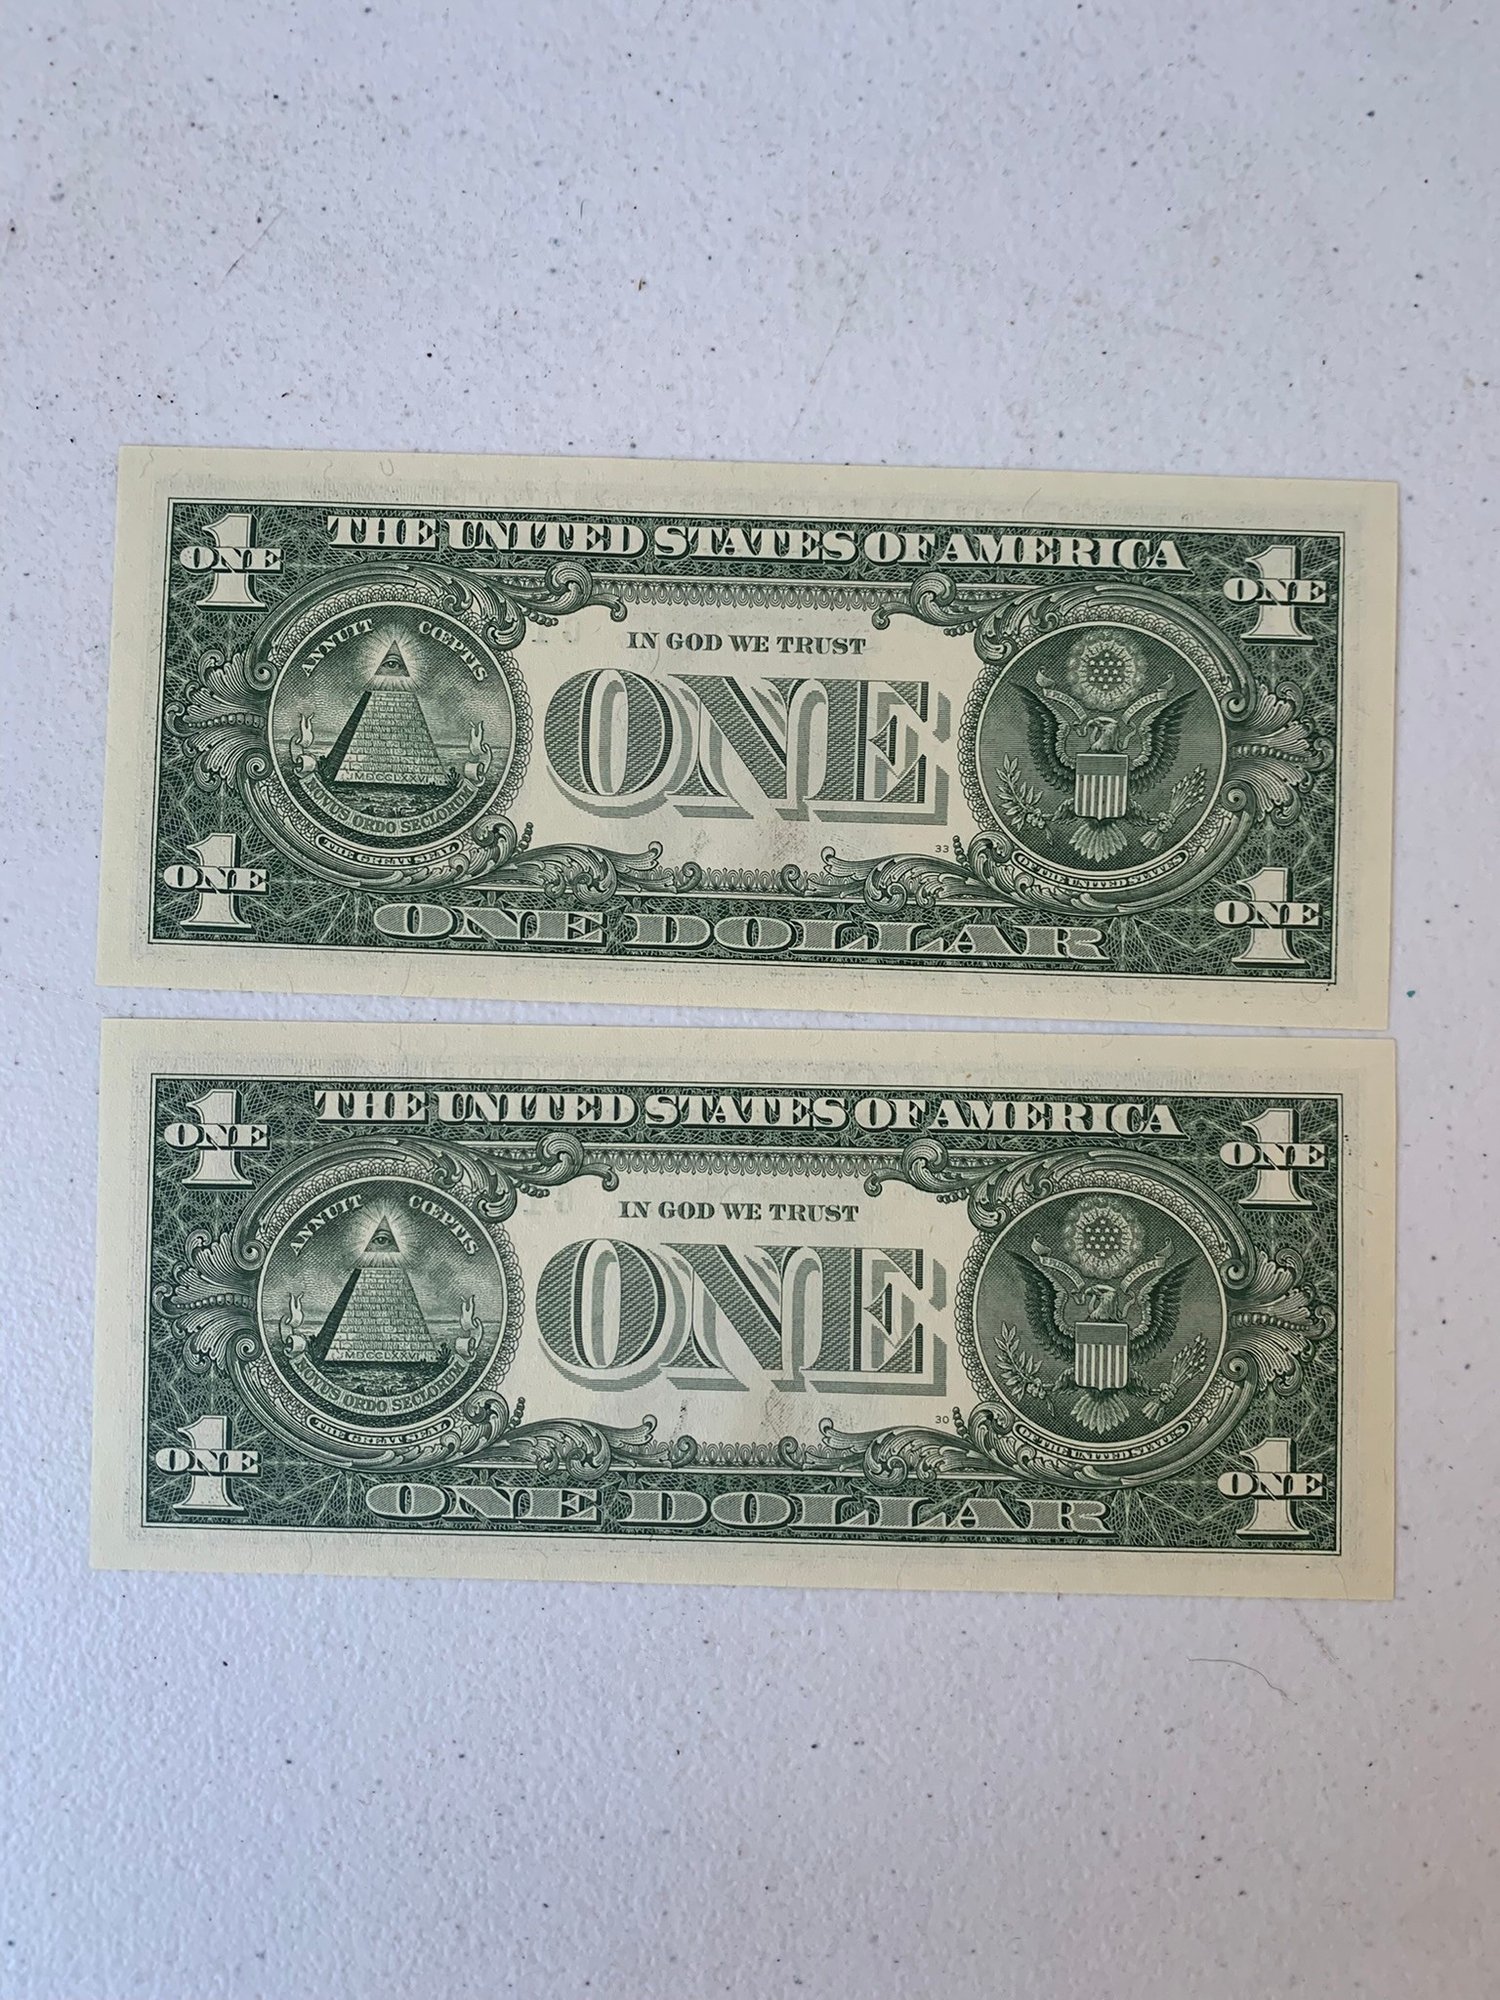 THE UNITED STATES OF AMERICA
1 ONE
ONE 1
IN GOD WE TRUST
ANNUIT CŒPTIS
ONE
MDCCLXXVI
NOVUS ORDO SECLORUM
THE GREAT SEAL
33
OF THE UNITED STATES
1 ONE
ONE 1
ONE DOLLAR
THE UNITED STATES OF AMERICA
1 ONE
ONE 1
IN GOD WE TRUST
ANNUIT CŒPTIS
ONE
MDCCLXXVI
NOVUS ORDO SECLORUM
THE GREAT SEAL
30
OF THE UNITED STATES
1 ONE
ONE 1
ONE DOLLAR